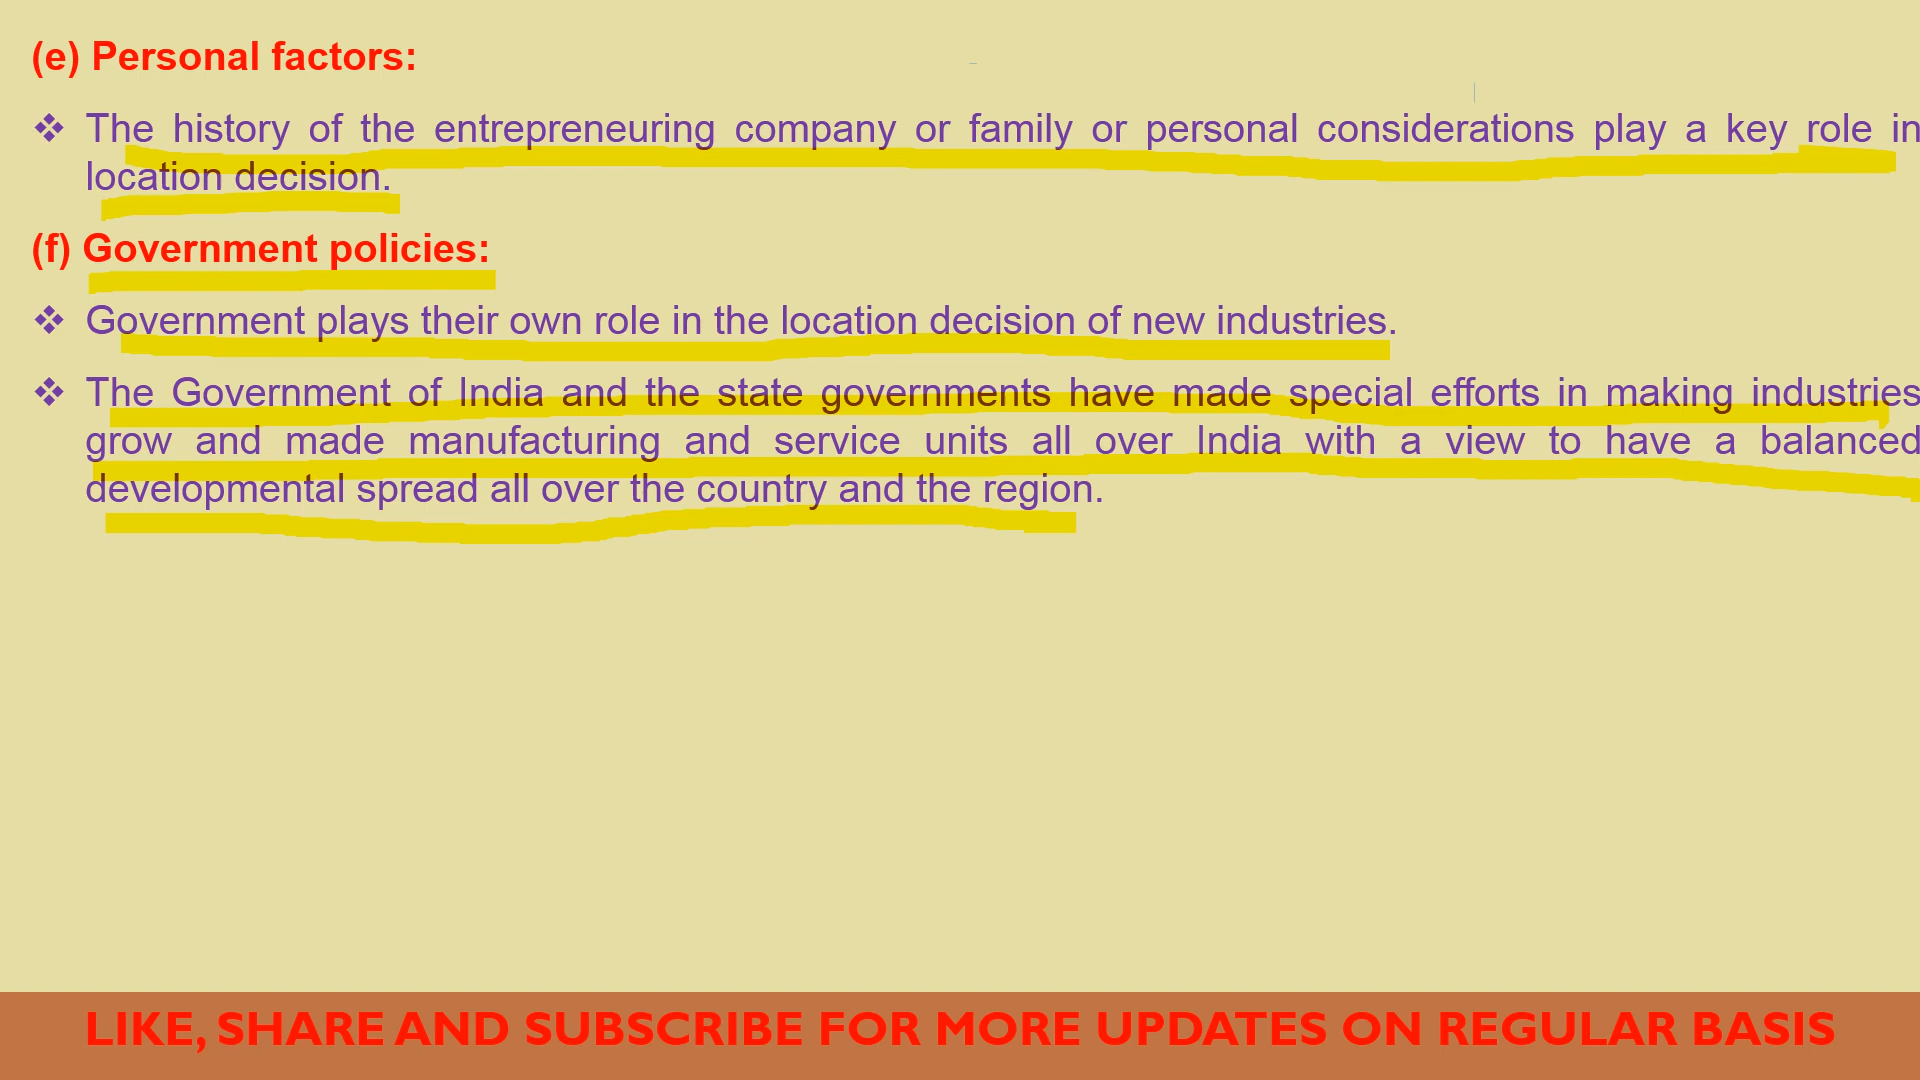 (e) Personal factors:
❖ The history of the entrepreneuring company or family or personal considerations play a key role in
location decision.
(f) Government policies:
❖ Government plays their own role in the location decision of new industries.
❖ The Government of India and the state governments have made special efforts in making industries
grow and made manufacturing and service units all over India with a view to have a balanced
developmental spread all over the country and the region.
LIKE, SHARE AND SUBSCRIBE FOR MORE UPDATES ON REGULAR BASIS